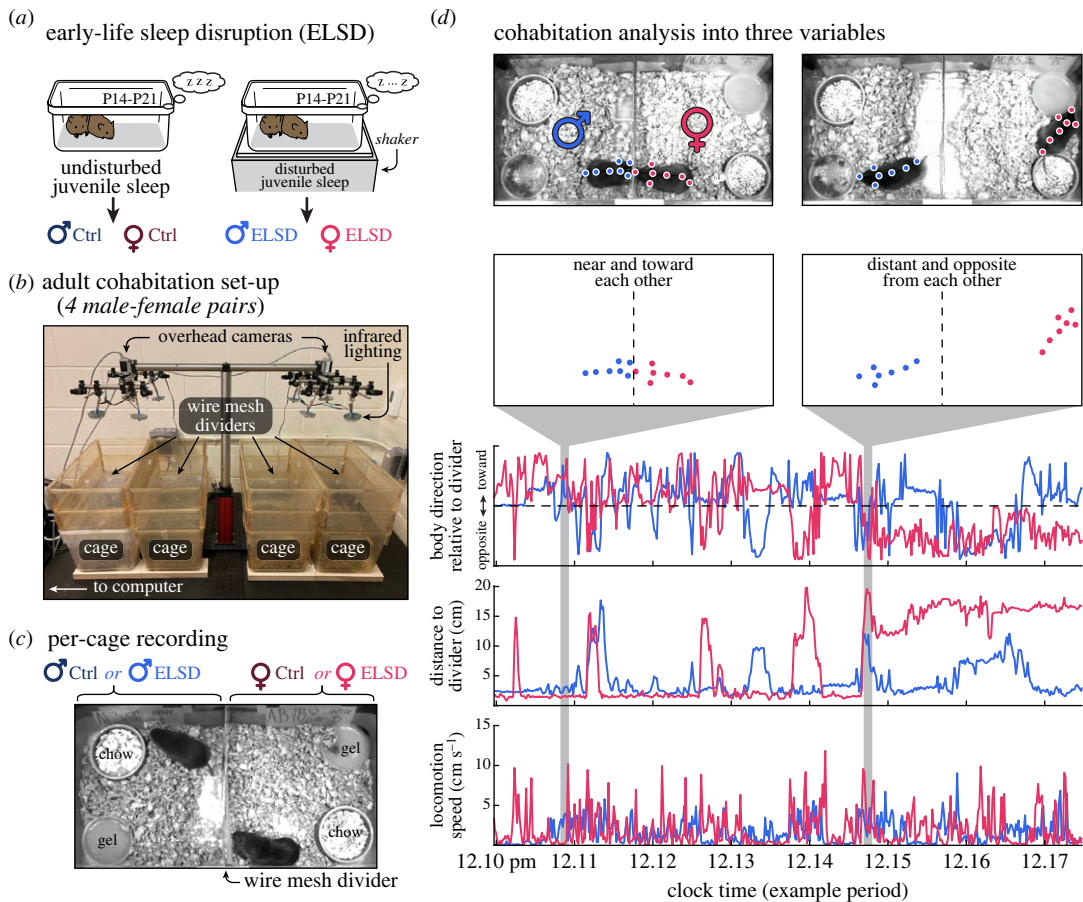 (a)
early-life sleep disruption (ELSD)
z z z
z ... z
P14-P21
P14-P21
shaker
undisturbed
juvenile sleep
disturbed
juvenile sleep
♂ Ctrl ♀ Ctrl
♂ ELSD ♀ ELSD
(b) adult cohabitation set-up
(4 male-female pairs)
overhead cameras
infrared
lighting
wire mesh
dividers
cage
cage
cage
cage
to computer
(c) per-cage recording
♂ Ctrl or ♂ ELSD
♀ Ctrl or ♀ ELSD
chow
gel
gel
chow
wire mesh divider
(d)
cohabitation analysis into three variables
♂
♀
near and toward
each other
distant and opposite
from each other
body direction
relative to divider
opposite ↔ toward
distance to
divider (cm)
20
15
10
5
locomotion
speed (cm s⁻¹)
15
10
5
12.10 pm 12.11 12.12 12.13 12.14 12.15 12.16 12.17
clock time (example period)